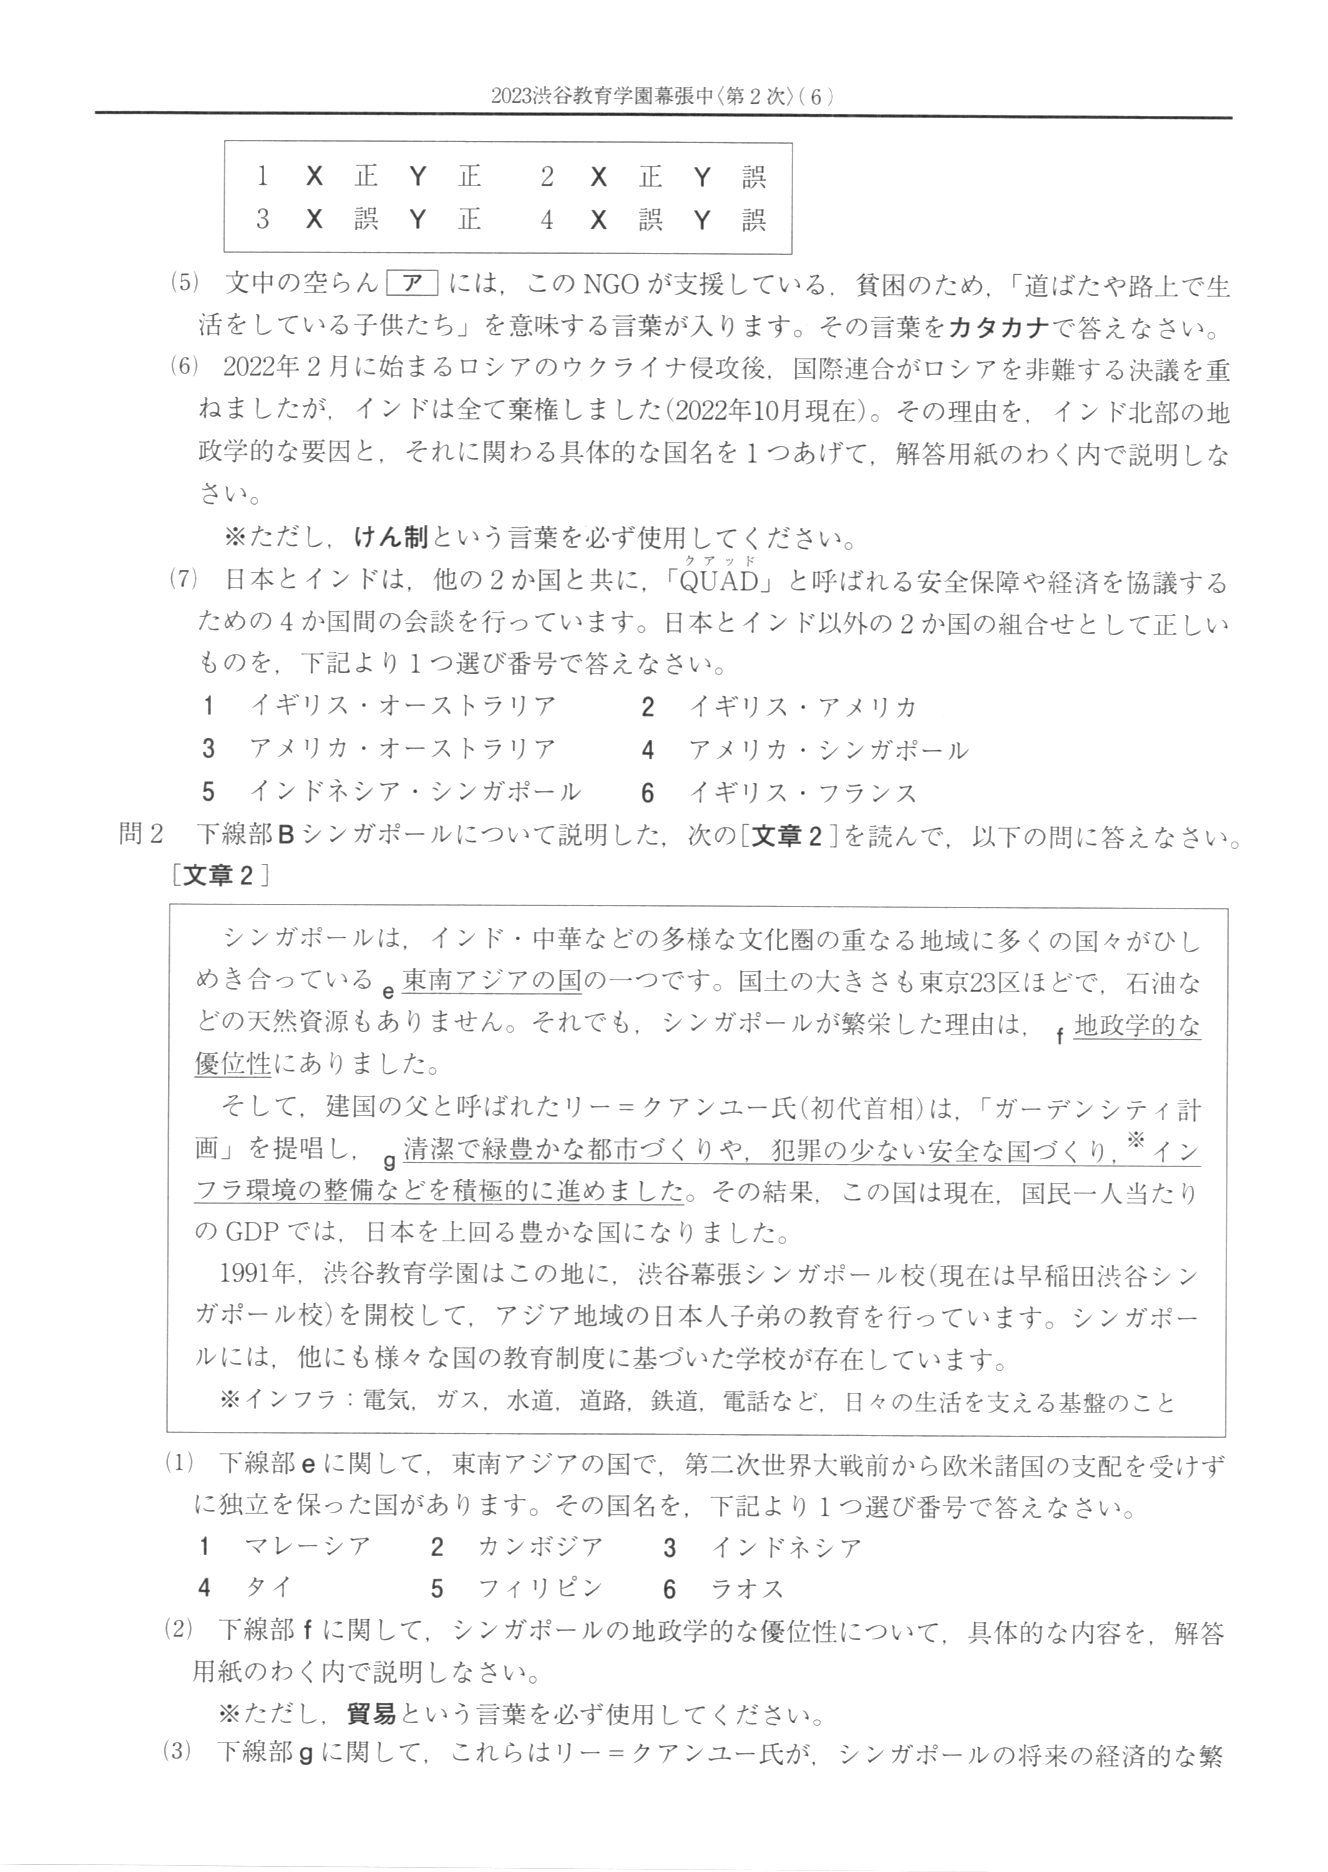 2023渋谷教育学園幕張中〈第2次〉(6)
1 X 正 Y 正 2 X 正 Y 誤
3 X 誤 Y 正 4 X 誤 Y 誤
(5) 文中の空らん ア には，このNGOが支援している，貧困のため，「道ばたや路上で生
活をしている子供たち」を意味する言葉が入ります。その言葉をカタカナで答えなさい。
(6) 2022年2月に始まるロシアのウクライナ侵攻後，国際連合がロシアを非難する決議を重
ねましたが，インドは全て棄権しました(2022年10月現在)。その理由を，インド北部の地
政学的な要因と，それに関わる具体的な国名を1つあげて，解答用紙のわく内で説明しな
さい。
※ただし，けん制という言葉を必ず使用してください。
クアッド
(7) 日本とインドは，他の2か国と共に，「QUAD」と呼ばれる安全保障や経済を協議する
ための4か国間の会談を行っています。日本とインド以外の2か国の組合せとして正しい
ものを，下記より1つ選び番号で答えなさい。
1 イギリス・オーストラリア 2 イギリス・アメリカ
3 アメリカ・オーストラリア 4 アメリカ・シンガポール
5 インドネシア・シンガポール 6 イギリス・フランス
問2 下線部Bシンガポールについて説明した，次の[文章2]を読んで，以下の問に答えなさい。
[文章2]
シンガポールは，インド・中華などの多様な文化圏の重なる地域に多くの国々がひし
めき合っている e 東南アジアの国の一つです。国土の大きさも東京23区ほどで，石油な
どの天然資源もありません。それでも，シンガポールが繁栄した理由は， f 地政学的な
優位性にありました。
そして，建国の父と呼ばれたリー＝クアンユー氏(初代首相)は，「ガーデンシティ計
画」を提唱し， g 清潔で緑豊かな都市づくりや，犯罪の少ない安全な国づくり，※イン
フラ環境の整備などを積極的に進めました。その結果，この国は現在，国民一人当たり
のGDPでは，日本を上回る豊かな国になりました。
1991年，渋谷教育学園はこの地に，渋谷幕張シンガポール校(現在は早稲田渋谷シン
ガポール校)を開校して，アジア地域の日本人子弟の教育を行っています。シンガポー
ルには，他にも様々な国の教育制度に基づいた学校が存在しています。
※インフラ：電気，ガス，水道，道路，鉄道，電話など，日々の生活を支える基盤のこと
(1) 下線部eに関して，東南アジアの国で，第二次世界大戦前から欧米諸国の支配を受けず
に独立を保った国があります。その国名を，下記より1つ選び番号で答えなさい。
1 マレーシア 2 カンボジア 3 インドネシア
4 タイ 5 フィリピン 6 ラオス
(2) 下線部fに関して，シンガポールの地政学的な優位性について，具体的な内容を，解答
用紙のわく内で説明しなさい。
※ただし，貿易という言葉を必ず使用してください。
(3) 下線部gに関して，これらはリー＝クアンユー氏が，シンガポールの将来の経済的な繁